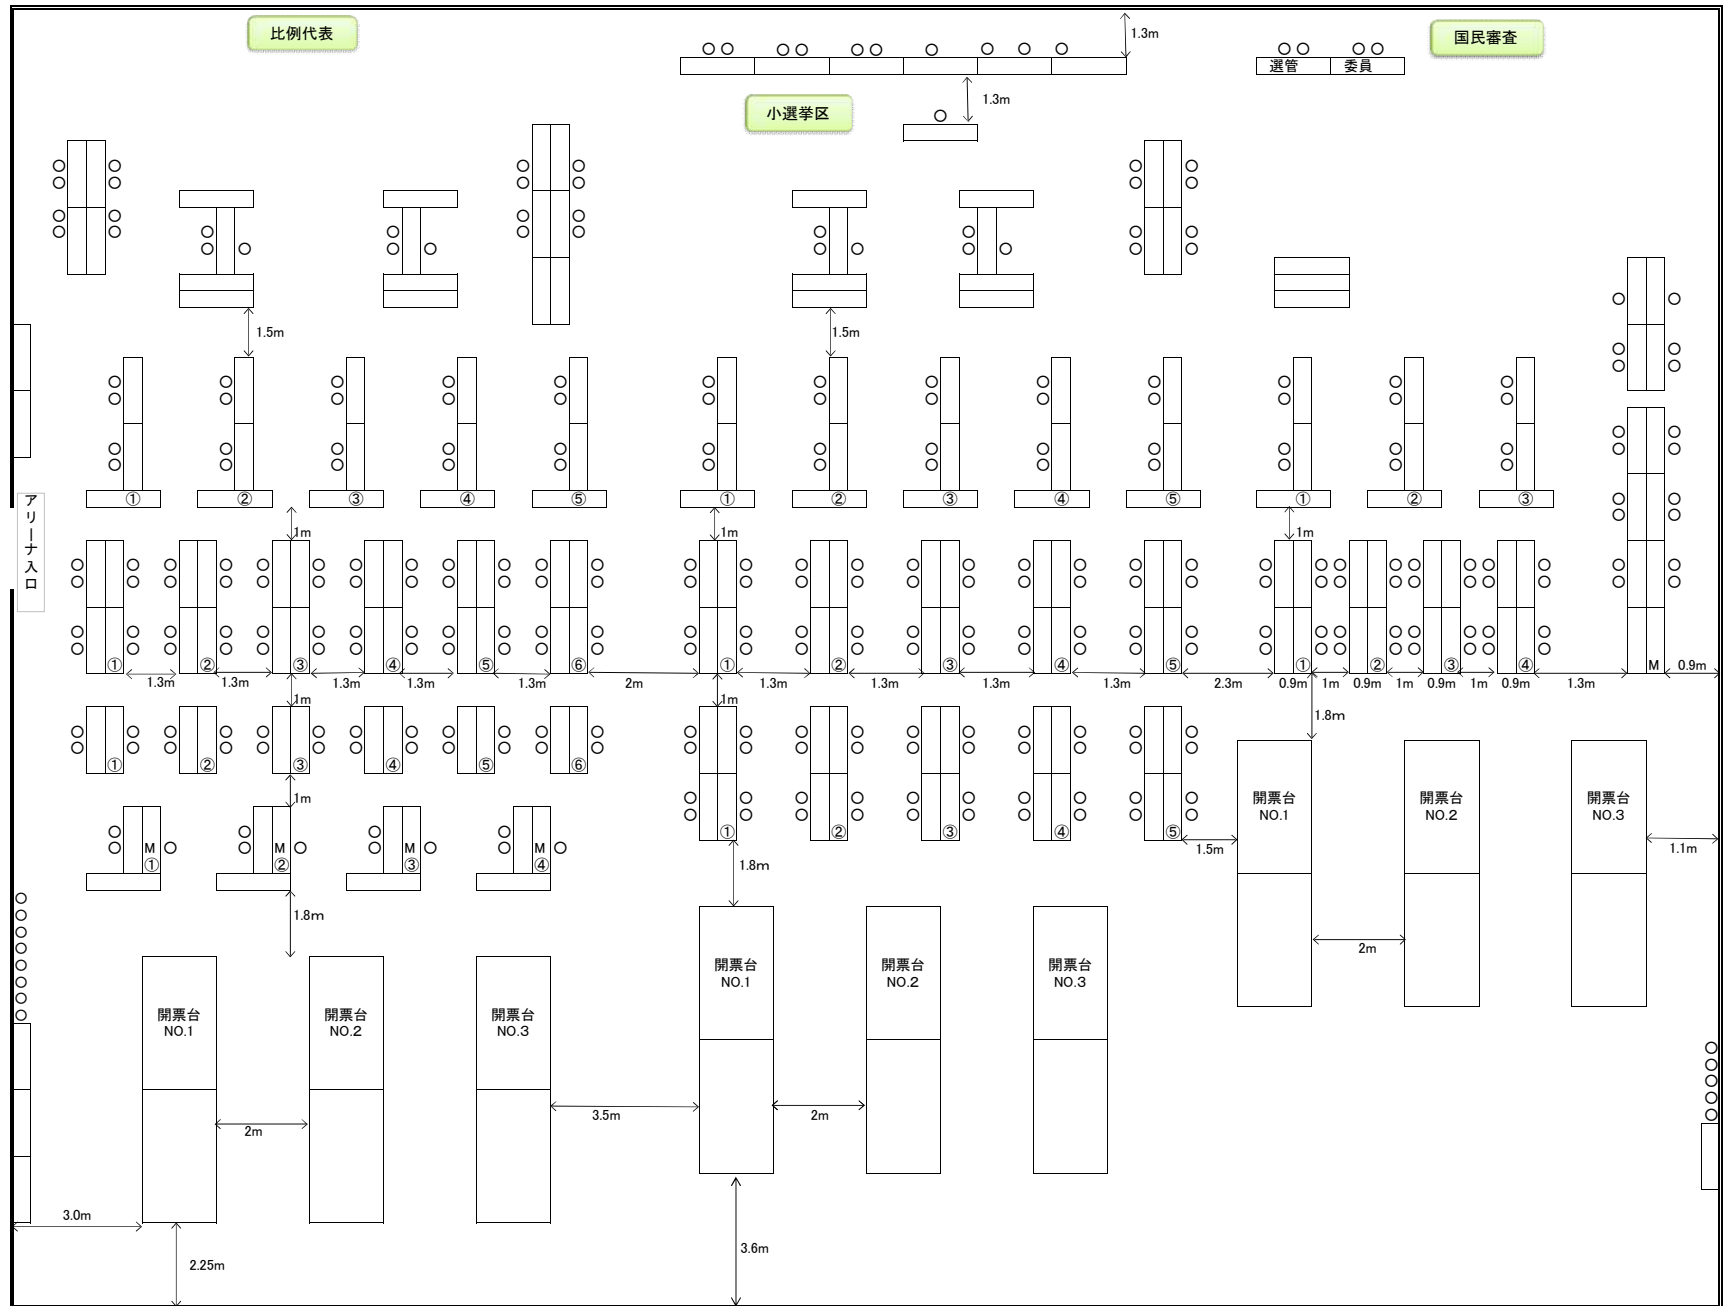 比例代表
国民審査
1.3m
選管 委員
小選挙区
1.3m
1.5m
1.5m
① ② ③ ④ ⑤ ① ② ③ ④ ⑤ ① ② ③
アリーナ入口
1m
1m
1m
① ② ③ ④ ⑤ ⑥ ① ② ③ ④ ⑤ ① ② ③ ④ M
0.9m
1.3m 1.3m 1.3m 1.3m 1.3m 2m 1.3m 1.3m 1.3m 1.3m 2.3m 0.9m 1m 0.9m 1m 0.9m 1m 0.9m 1.3m
1m
1m
1.8m
① ② ③ ④ ⑤ ⑥
1m
開票台
NO.1
開票台
NO.2
開票台
NO.3
① ② ③ ④ ⑤
M
①
M
②
M
③
M
④
1.5m
1.1m
1.8m
1.8m
2m
開票台
NO.1
開票台
NO.2
開票台
NO.3
開票台
NO.1
開票台
NO.2
開票台
NO.3
3.5m
2m
2m
3.0m
3.6m
2.25m